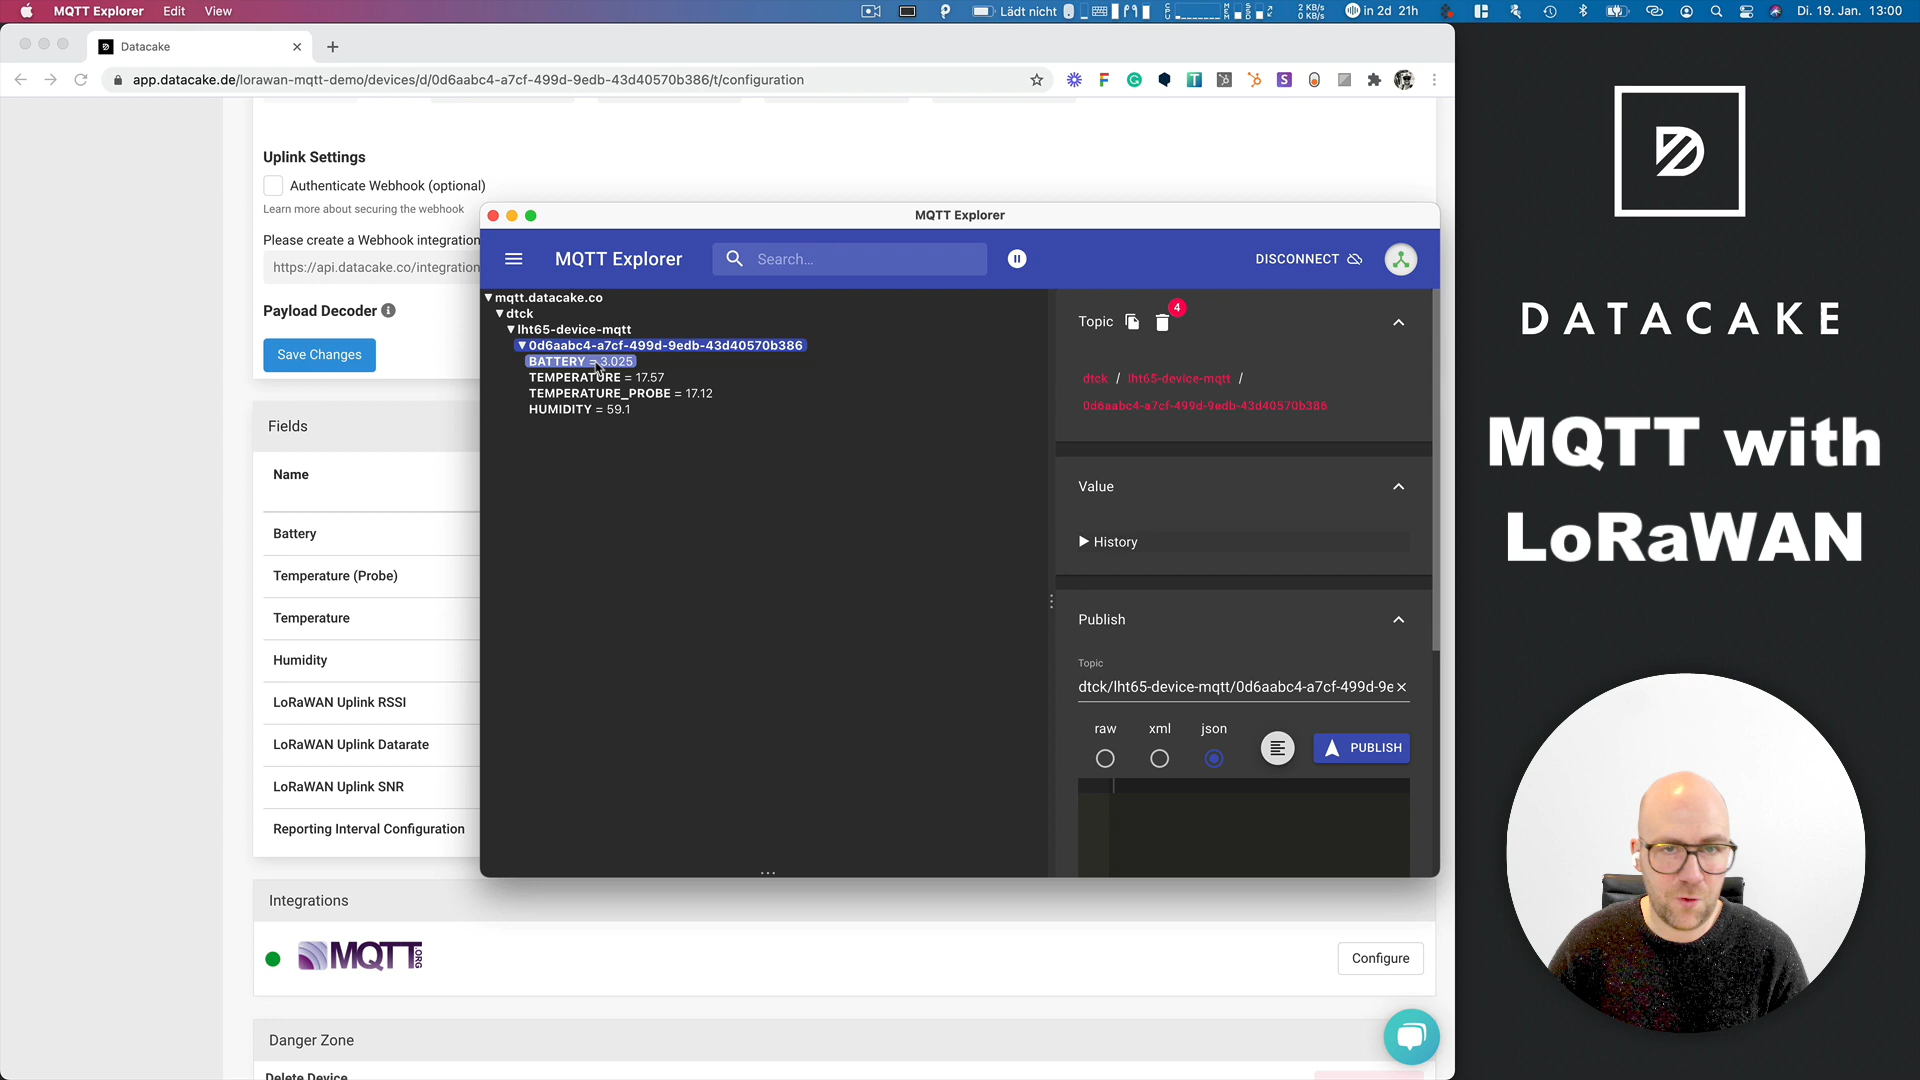 MQTT Explorer Edit View
Lädt nicht
2 KB/s
0 KB/s
in 2d 21h
Di. 19. Jan. 13:00
Datacake
app.datacake.de/lorawan-mqtt-demo/devices/d/0d6aabc4-a7cf-499d-9edb-43d40570b386/t/configuration
Uplink Settings
Authenticate Webhook (optional)
Learn more about securing the webhook
Please create a Webhook integration
https://api.datacake.co/integration
Payload Decoder
Save Changes
Fields
Name
Battery
Temperature (Probe)
Temperature
Humidity
LoRaWAN Uplink RSSI
LoRaWAN Uplink Datarate
LoRaWAN Uplink SNR
Reporting Interval Configuration
Integrations
MQTT.ORG
Configure
Danger Zone
Delete Device
MQTT Explorer
MQTT Explorer
Search...
DISCONNECT
mqtt.datacake.co
dtck
lht65-device-mqtt
0d6aabc4-a7cf-499d-9edb-43d40570b386
BATTERY = 3.025
TEMPERATURE = 17.57
TEMPERATURE_PROBE = 17.12
HUMIDITY = 59.1
Topic
4
dtck / lht65-device-mqtt /
0d6aabc4-a7cf-499d-9edb-43d40570b386
Value
History
Publish
Topic
dtck/lht65-device-mqtt/0d6aabc4-a7cf-499d-9e
raw xml json
PUBLISH
DATACAKE
MQTT with
LoRaWAN